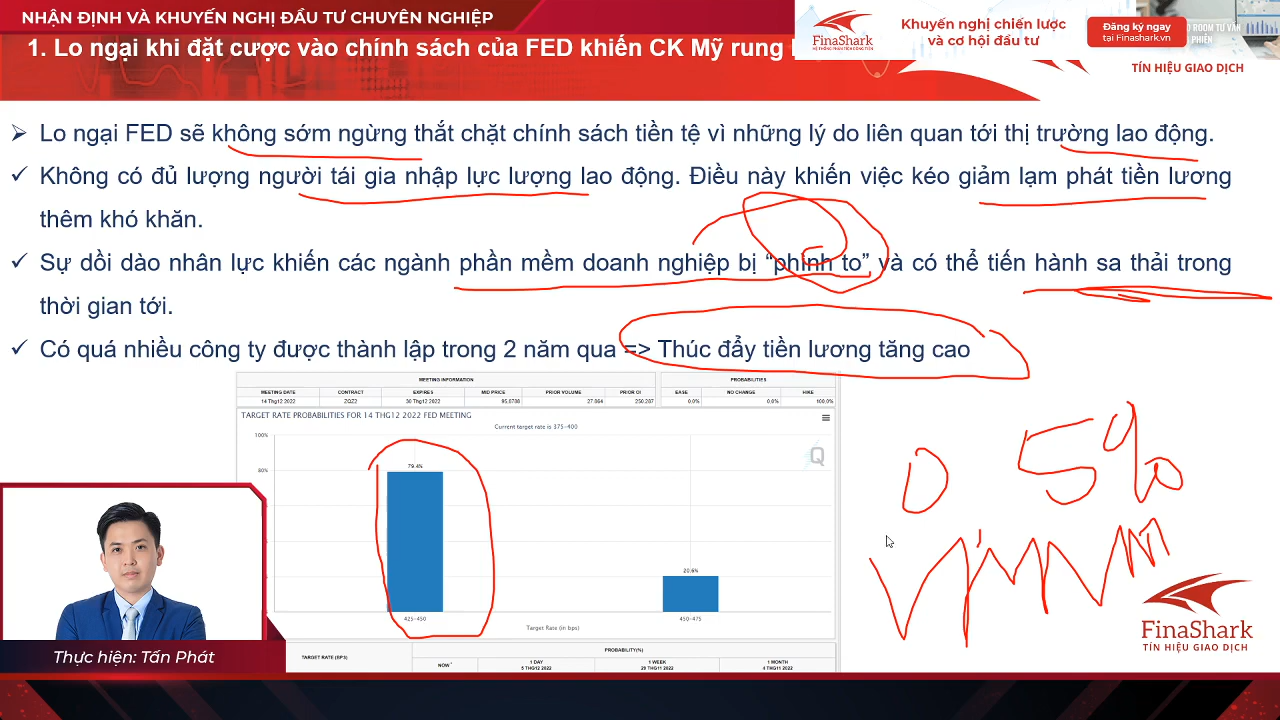 NHẬN ĐỊNH VÀ KHUYẾN NGHỊ ĐẦU TƯ CHUYÊN NGHIỆP
1. Lo ngại khi đặt cược vào chính sách của FED khiến CK Mỹ rung
FinaShark
Khuyến nghị chiến lược
và cơ hội đầu tư
Đăng ký ngay
tại Finashark.vn
ROOM TƯ VẤN
PHIÊN
TÍN HIỆU GIAO DỊCH
➢ Lo ngại FED sẽ không sớm ngừng thắt chặt chính sách tiền tệ vì những lý do liên quan tới thị trường lao động.
✓ Không có đủ lượng người tái gia nhập lực lượng lao động. Điều này khiến việc kéo giảm lạm phát tiền lương
thêm khó khăn.
✓ Sự dồi dào nhân lực khiến các ngành phần mềm doanh nghiệp bị “phình to” và có thể tiến hành sa thải trong
thời gian tới.
✓ Có quá nhiều công ty được thành lập trong 2 năm qua => Thúc đẩy tiền lương tăng cao
MEETING INFORMATION PROBABILITIES
MEETING DATE CONTRACT EXPIRES MID PRICE PRIOR VOLUME PRIOR OI EASE NO CHANGE HIKE
14 Thg12 2022 ZQZ2 30 Thg12 2022 95,8738 27.864 250.287 0,0% 0,0% 100,0%
TARGET RATE PROBABILITIES FOR 14 THG12 2022 FED MEETING
Current target rate is 375-400
100%
80%
79.4%
20.6%
425-450 450-475
Target Rate (in bps)
Q
0 5%
TARGET RATE (BPS) PROBABILITY(%)
NOW 1 DAY 1 WEEK 1 MONTH
5 THG12 2022 29 THG11 2022 4 THG11 2022
Thực hiện: Tấn Phát
FinaShark
TÍN HIỆU GIAO DỊCH